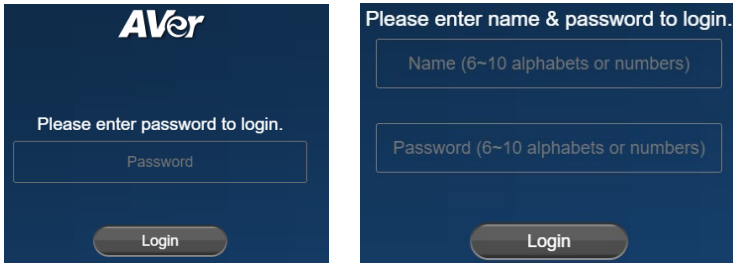 AVer
Please enter password to login.
Password
Login
Please enter name & password to login.
Name (6~10 alphabets or numbers)
Password (6~10 alphabets or numbers)
Login